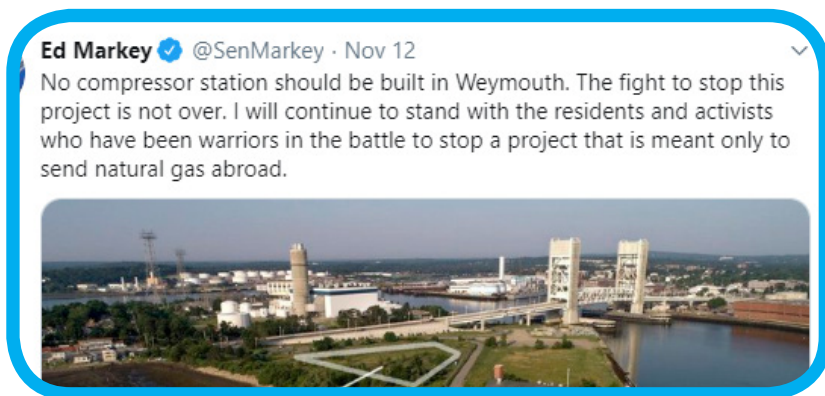 Ed Markey @SenMarkey · Nov 12
No compressor station should be built in Weymouth. The fight to stop this
project is not over. I will continue to stand with the residents and activists
who have been warriors in the battle to stop a project that is meant only to
send natural gas abroad.